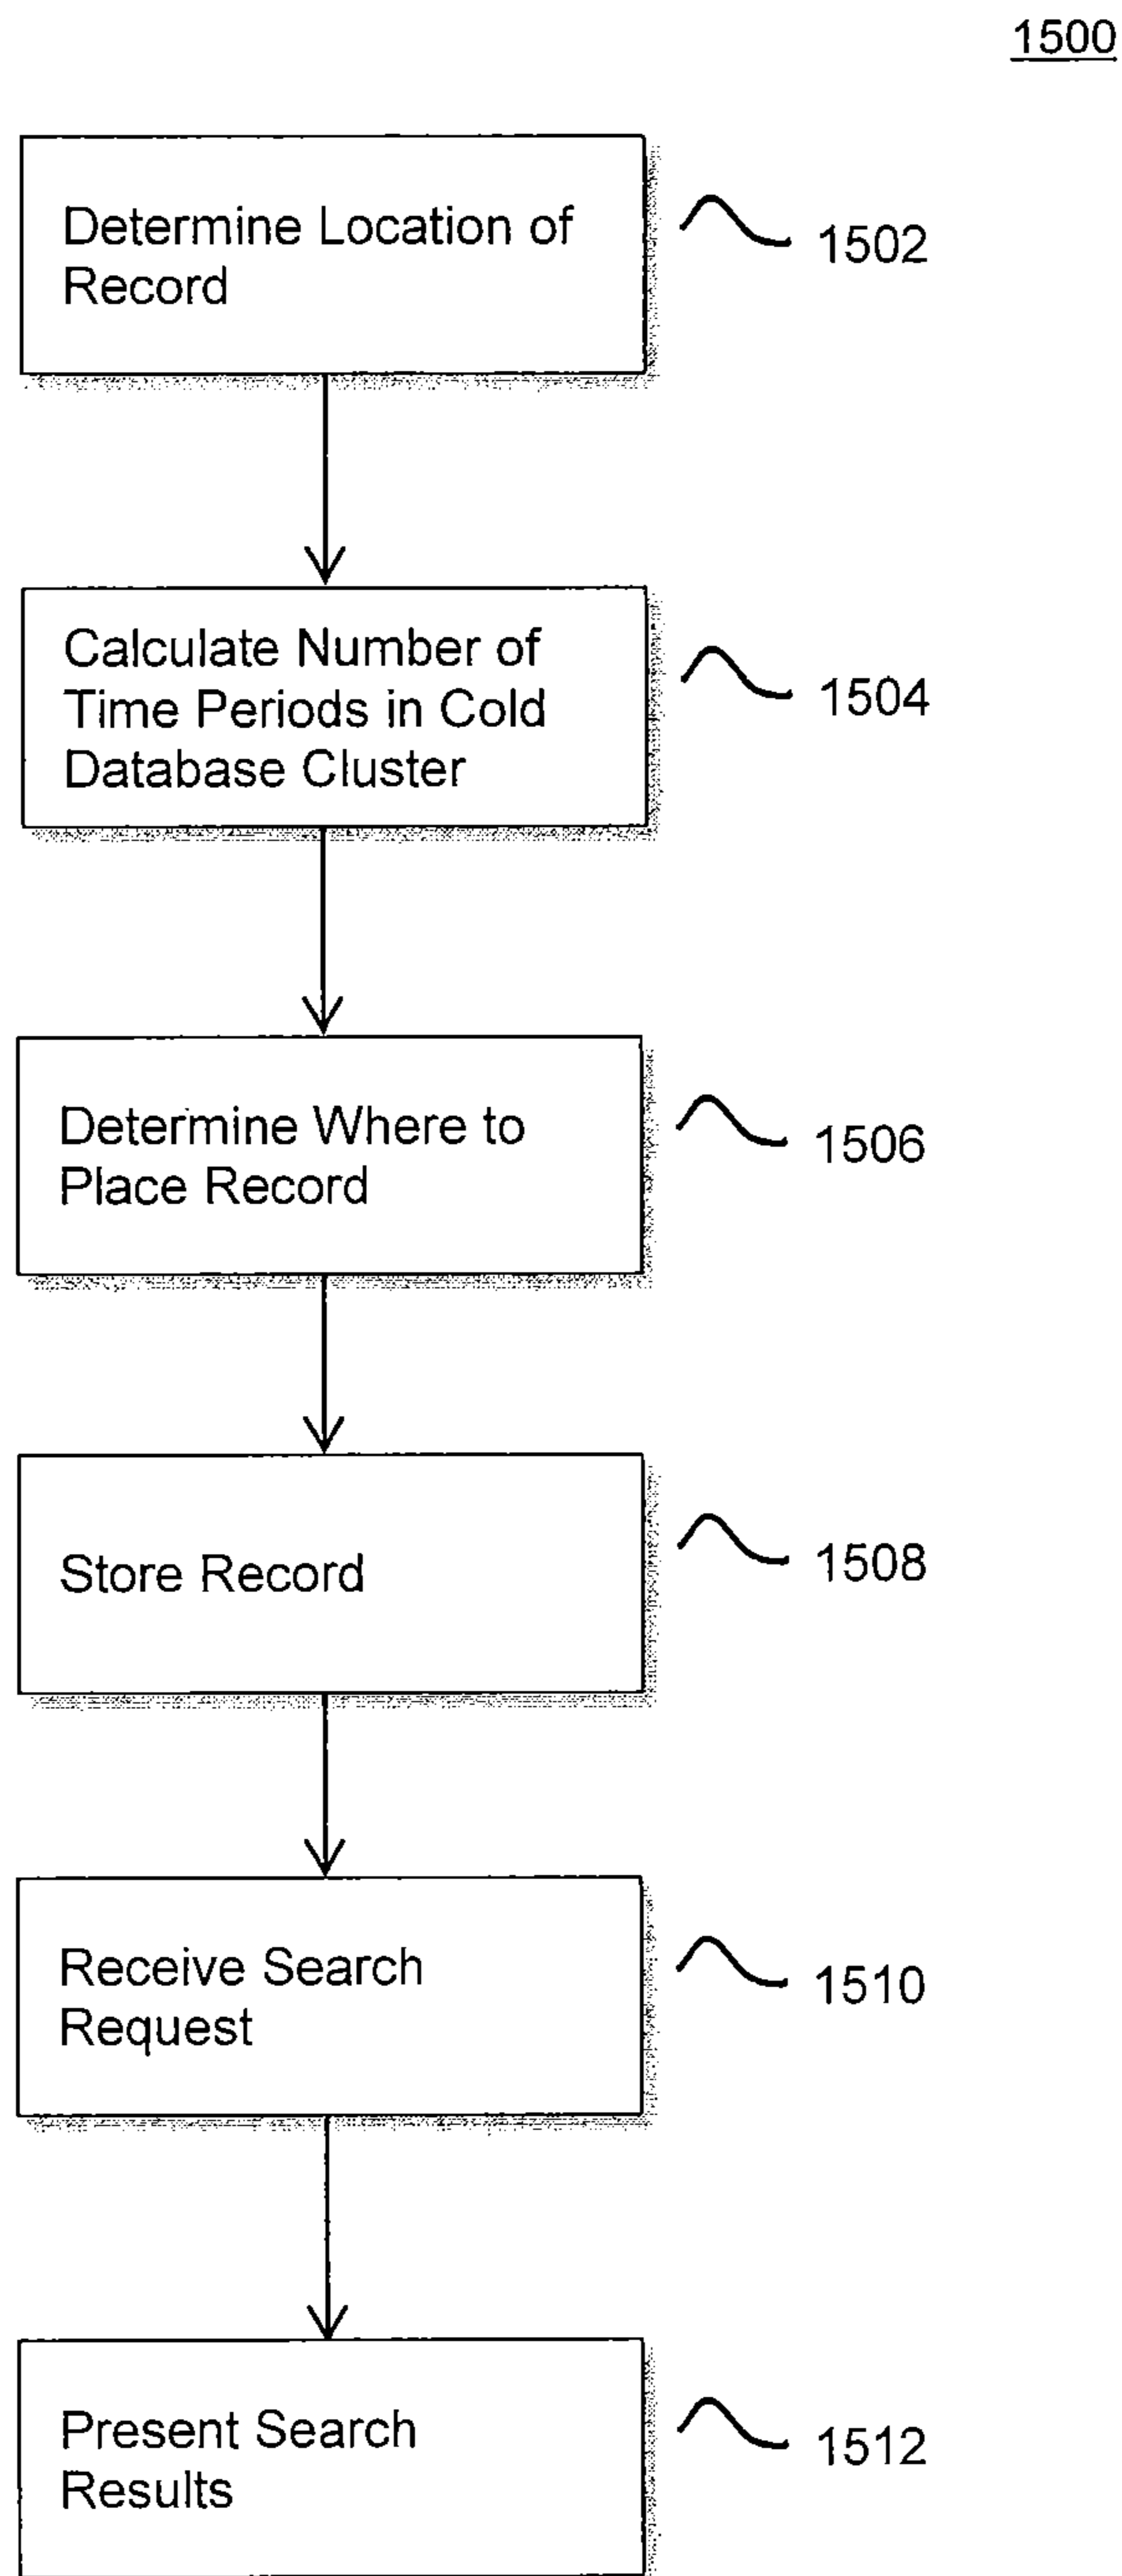 1500
Determine Location of
Record
1502
Calculate Number of
Time Periods in Cold
Database Cluster
1504
Determine Where to
Place Record
1506
Store Record
1508
Receive Search
Request
1510
Present Search
Results
1512